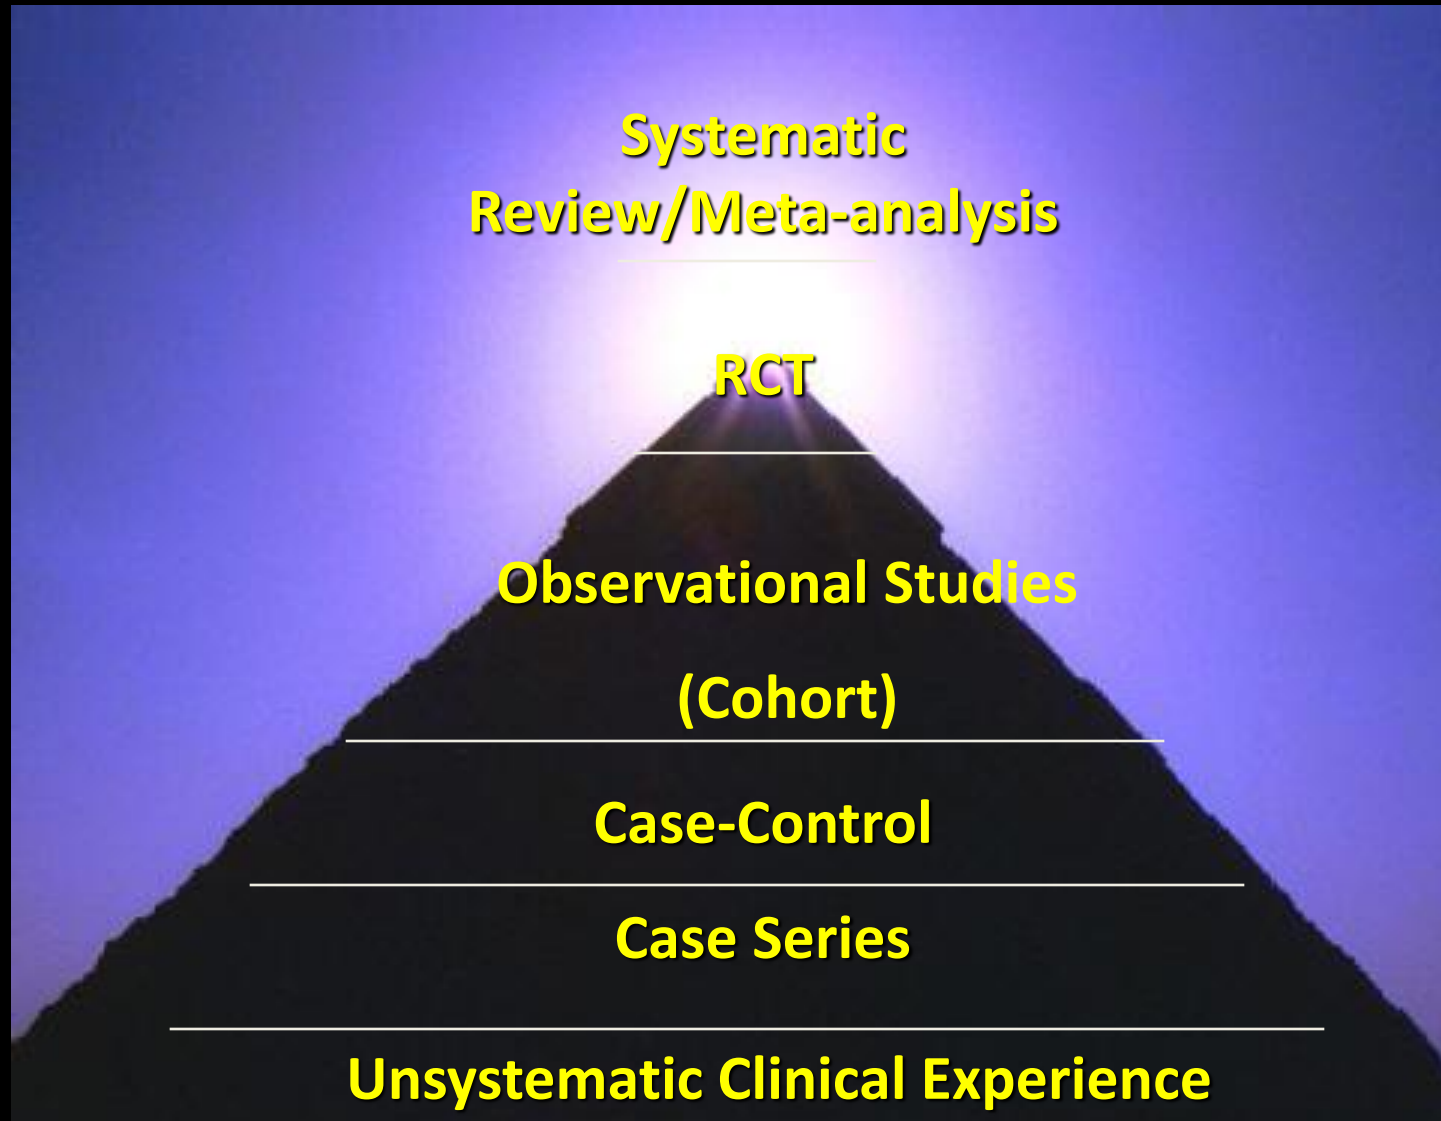 Systematic
Review/Meta-analysis
RCT
Observational Studies
(Cohort)
Case-Control
Case Series
Unsystematic Clinical Experience